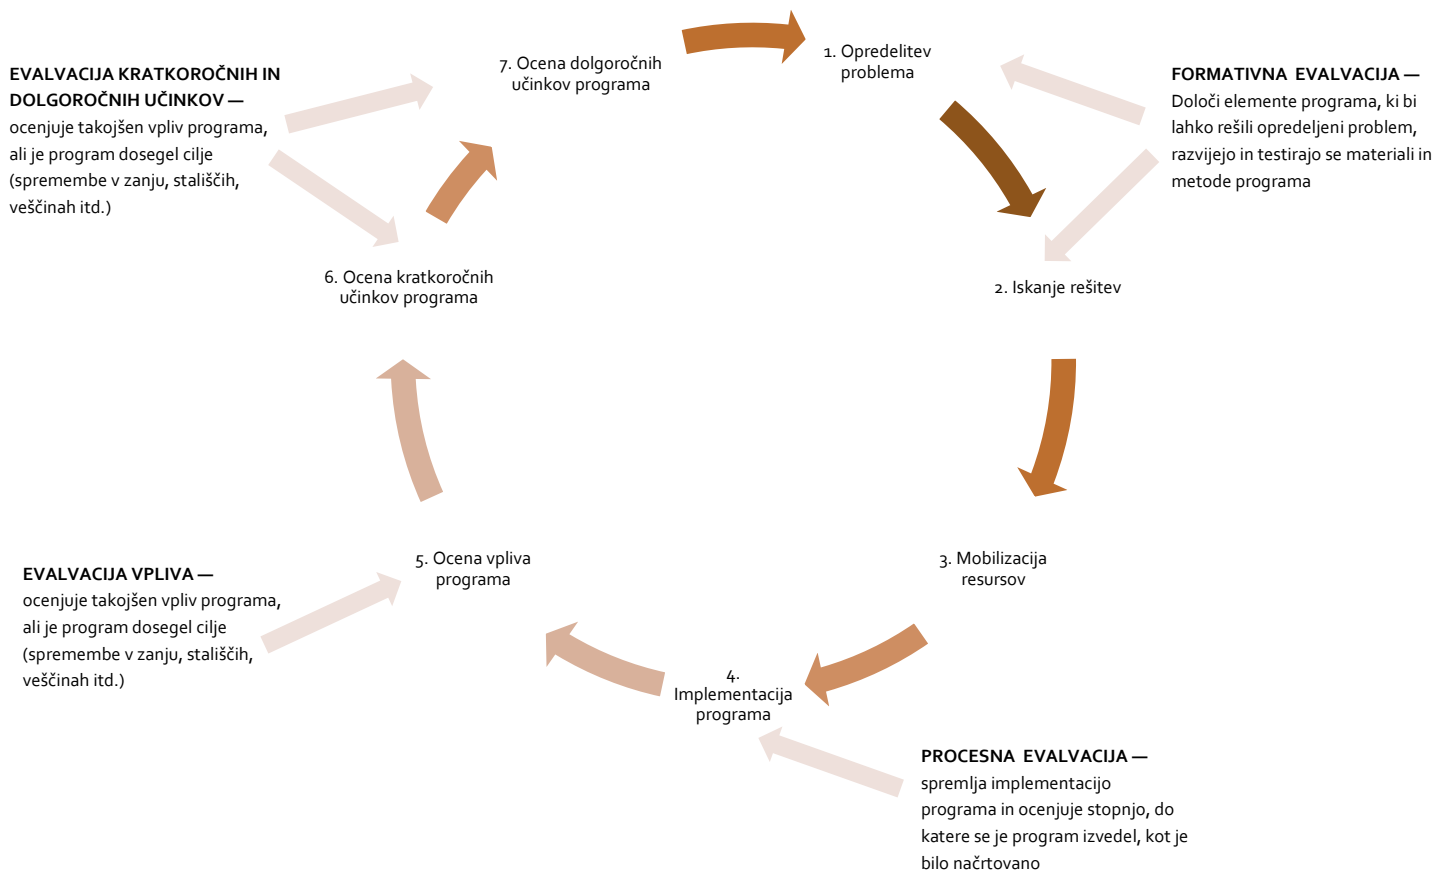 EVALVACIJA KRATKOROČNIH IN
DOLGOROČNIH UČINKOV —
ocenjuje takojšen vpliv programa,
ali je program dosegel cilje
(spremembe v zanju, stališčih,
veščinah itd.)
7. Ocena dolgoročnih
učinkov programa
1. Opredelitev
problema
FORMATIVNA  EVALVACIJA —
Določi elemente programa, ki bi
lahko rešili opredeljeni problem,
razvijejo in testirajo se materiali in
metode programa
6. Ocena kratkoročnih
učinkov programa
2. Iskanje rešitev
EVALVACIJA VPLIVA —
ocenjuje takojšen vpliv programa,
ali je program dosegel cilje
(spremembe v zanju, stališčih,
veščinah itd.)
5. Ocena vpliva
programa
3. Mobilizacija
resursov
4.
Implementacija
programa
PROCESNA  EVALVACIJA —
spremlja implementacijo
programa in ocenjuje stopnjo, do
katere se je program izvedel, kot je
bilo načrtovano